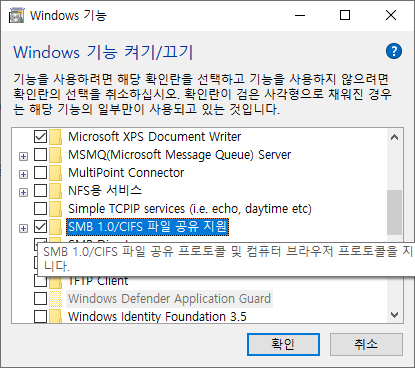 Windows 기능
Windows 기능 켜기/끄기
기능을 사용하려면 해당 확인란을 선택하고 기능을 사용하지 않으려면
확인란의 선택을 취소하십시오. 확인란이 검은 사각형으로 채워진 경우
는 해당 기능의 일부만이 사용되고 있는 것입니다.
Microsoft XPS Document Writer
MSMQ(Microsoft Message Queue) Server
MultiPoint Connector
NFS용 서비스
Simple TCPIP services (i.e. echo, daytime etc)
SMB 1.0/CIFS 파일 공유 지원
SMB 1.0/CIFS 파일 공유 프로토콜 및 컴퓨터 브라우저 프로토콜을 지
니다.
TFTP Client
Windows Defender Application Guard
Windows Identity Foundation 3.5
확인
취소